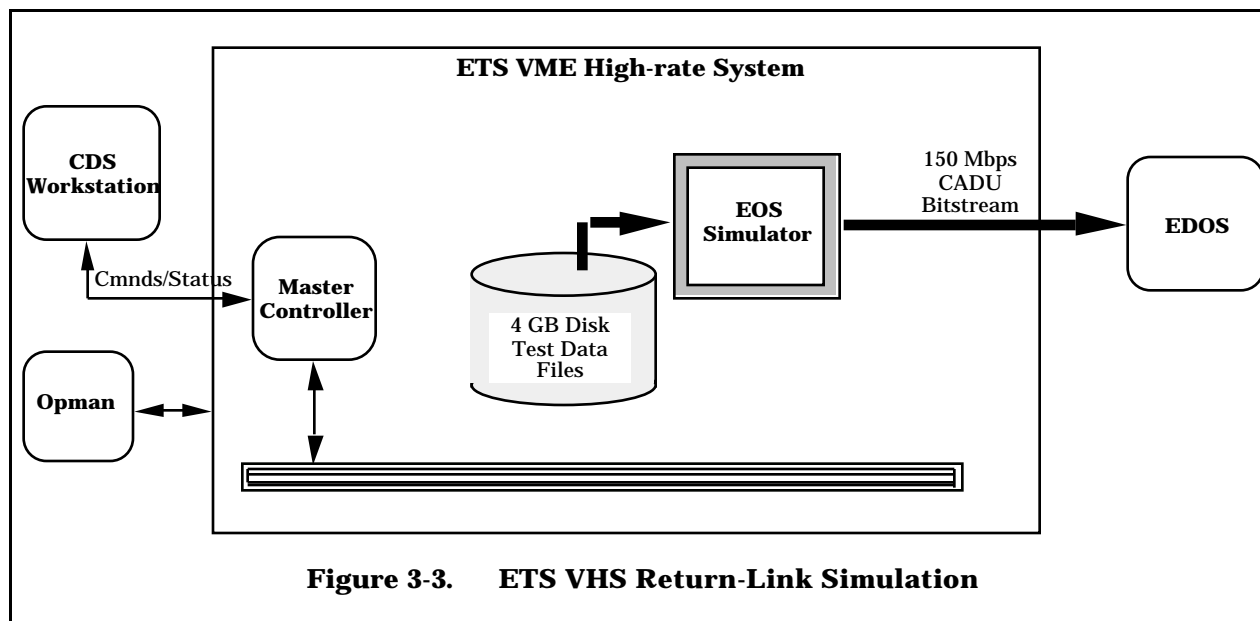 ETS VME High-rate System
CDS
Workstation
Cmnds/Status
Master
Controller
Opman
4 GB Disk
Test Data
Files
EOS
Simulator
150 Mbps
CADU
Bitstream
EDOS
Figure 3-3. ETS VHS Return-Link Simulation